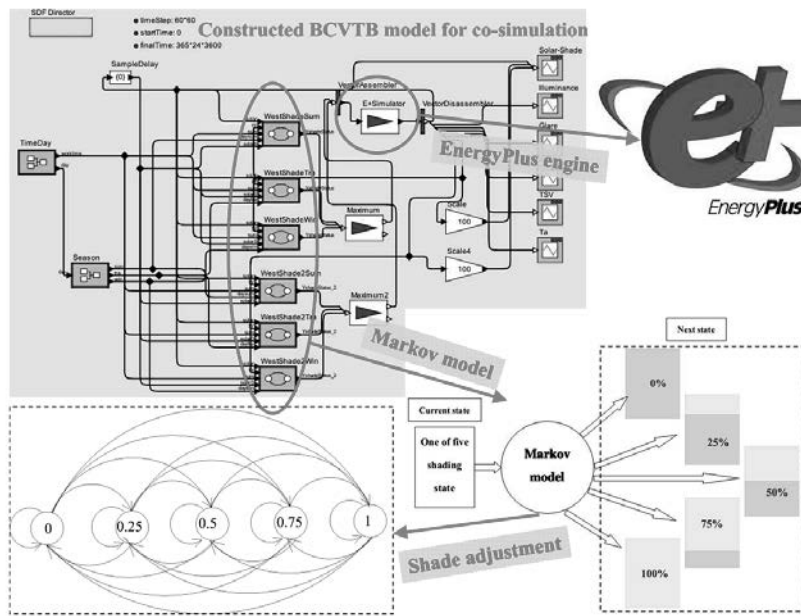 SDF Director
• timeStep: 60*60
• startTime: 0
• finalTime: 365*24*3600
Constructed BCVTB model for co-simulation
SampleDelay
{0}
TimeDay
Season
WestShadeSum
WestShadeTra
WestShadeWin
WestShade2Sum
WestShade2Tra
WestShade2Win
Maximum
Maximum2
VectorAssembler
E+Simulator
VectorDisassembler
Scale
100
Scale4
100
Solar-Shade
Illuminance
Glare
TSV
Ta
EnergyPlus engine
e+
EnergyPlus
Markov model
Current state
One of five
shading
state
Markov
model
Next state
0%
25%
50%
75%
100%
Shade adjustment
0
0.25
0.5
0.75
1